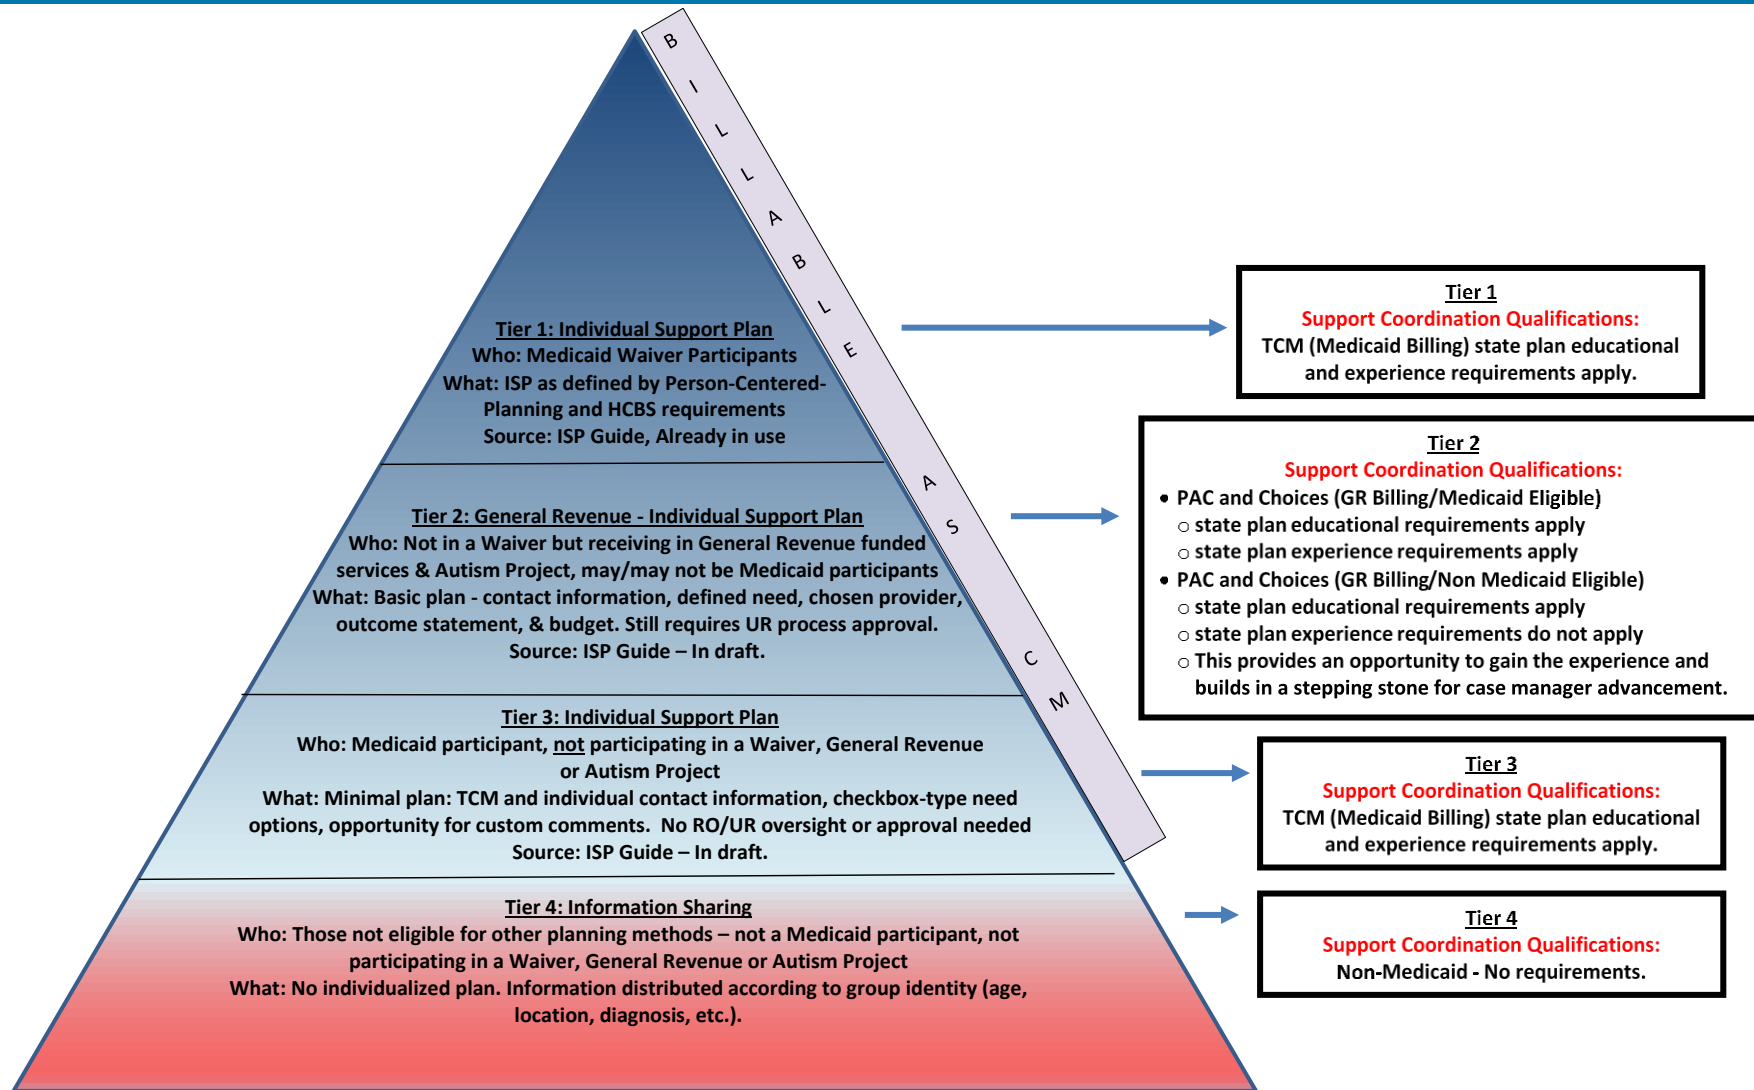 BILLABLE AS CM
Tier 1: Individual Support Plan
Who: Medicaid Waiver Participants
What: ISP as defined by Person-Centered-
Planning and HCBS requirements
Source: ISP Guide, Already in use
Tier 2: General Revenue - Individual Support Plan
Who: Not in a Waiver but receiving in General Revenue funded
services & Autism Project, may/may not be Medicaid participants
What: Basic plan - contact information, defined need, chosen provider,
outcome statement, & budget. Still requires UR process approval.
Source: ISP Guide – In draft.
Tier 3: Individual Support Plan
Who: Medicaid participant, not participating in a Waiver, General Revenue
or Autism Project
What: Minimal plan: TCM and individual contact information, checkbox-type need
options, opportunity for custom comments. No RO/UR oversight or approval needed
Source: ISP Guide – In draft.
Tier 4: Information Sharing
Who: Those not eligible for other planning methods – not a Medicaid participant, not
participating in a Waiver, General Revenue or Autism Project
What: No individualized plan. Information distributed according to group identity (age,
location, diagnosis, etc.).
Tier 1
Support Coordination Qualifications:
TCM (Medicaid Billing) state plan educational
and experience requirements apply.
Tier 2
Support Coordination Qualifications:
• PAC and Choices (GR Billing/Medicaid Eligible)
○ state plan educational requirements apply
○ state plan experience requirements apply
• PAC and Choices (GR Billing/Non Medicaid Eligible)
○ state plan educational requirements apply
○ state plan experience requirements do not apply
○ This provides an opportunity to gain the experience and
builds in a stepping stone for case manager advancement.
Tier 3
Support Coordination Qualifications:
TCM (Medicaid Billing) state plan educational
and experience requirements apply.
Tier 4
Support Coordination Qualifications:
Non-Medicaid - No requirements.